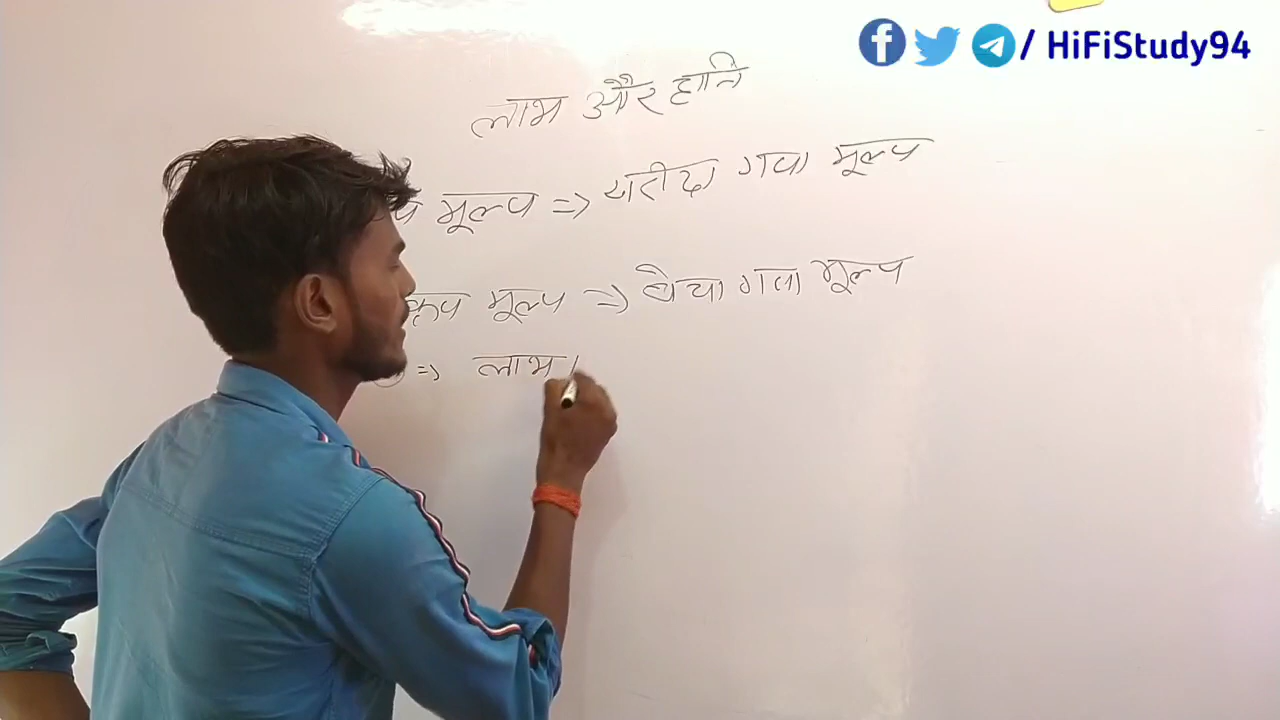 / HiFiStudy94
लाभ और हानि
मूल्य => खरीदा गया मूल्य
मूल्य => बेचा गया मूल्य
=> लाभ